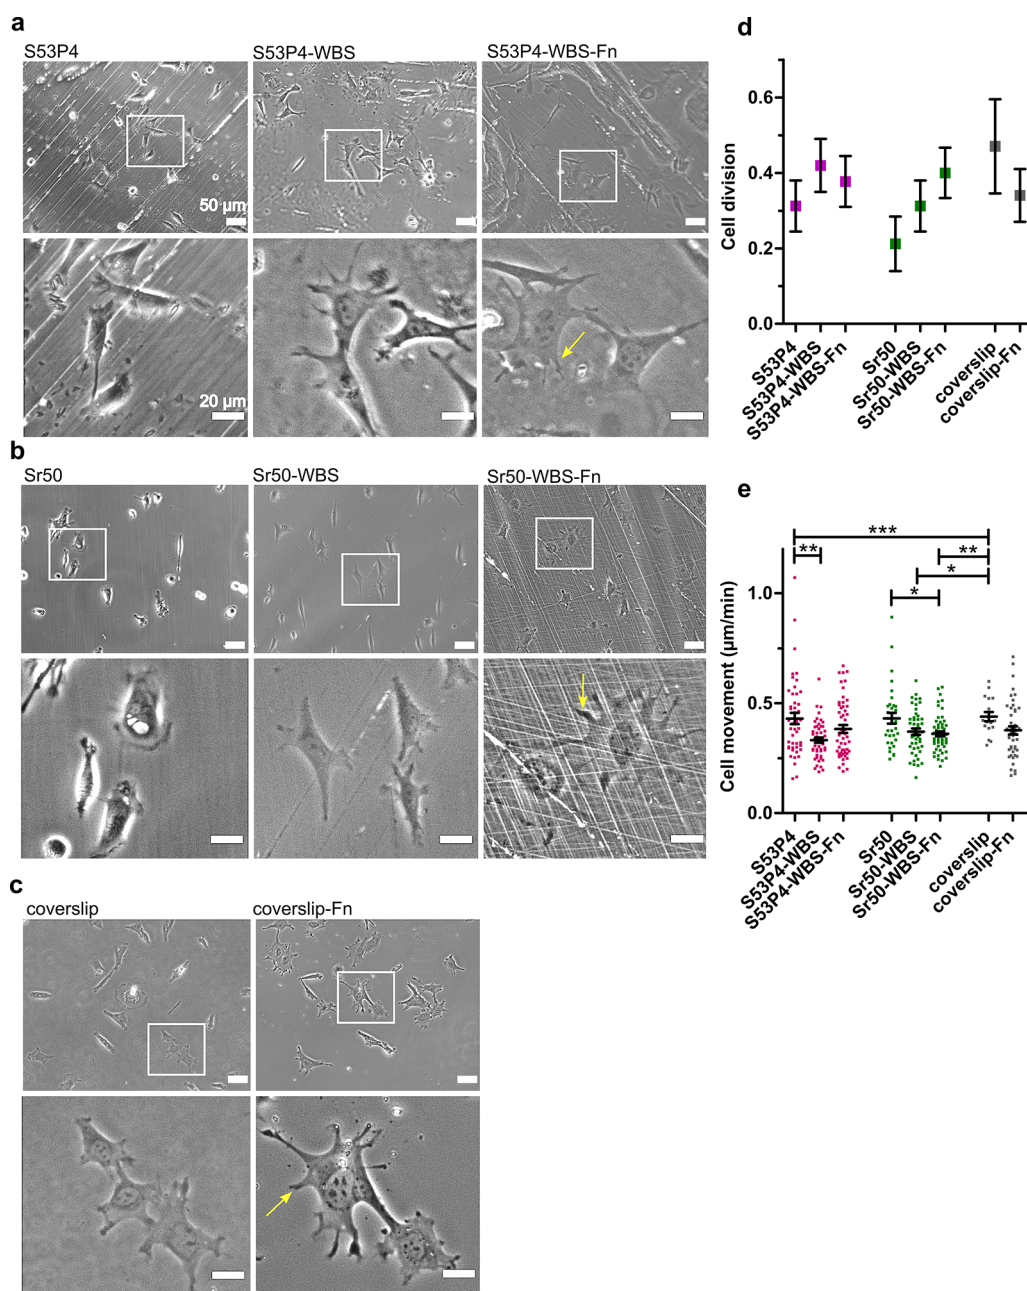 a
S53P4
S53P4-WBS
S53P4-WBS-Fn
50 µm
20 µm
b
Sr50
Sr50-WBS
Sr50-WBS-Fn
c
coverslip
coverslip-Fn
d
Cell division
0.6
0.4
0.2
0.0
S53P4
S53P4-WBS
S53P4-WBS-Fn
Sr50
Sr50-WBS
Sr50-WBS-Fn
coverslip
coverslip-Fn
e
Cell movement (µm/min)
1.0
0.5
0.0
***
**
**
*
*
S53P4
S53P4-WBS
S53P4-WBS-Fn
Sr50
Sr50-WBS
Sr50-WBS-Fn
coverslip
coverslip-Fn